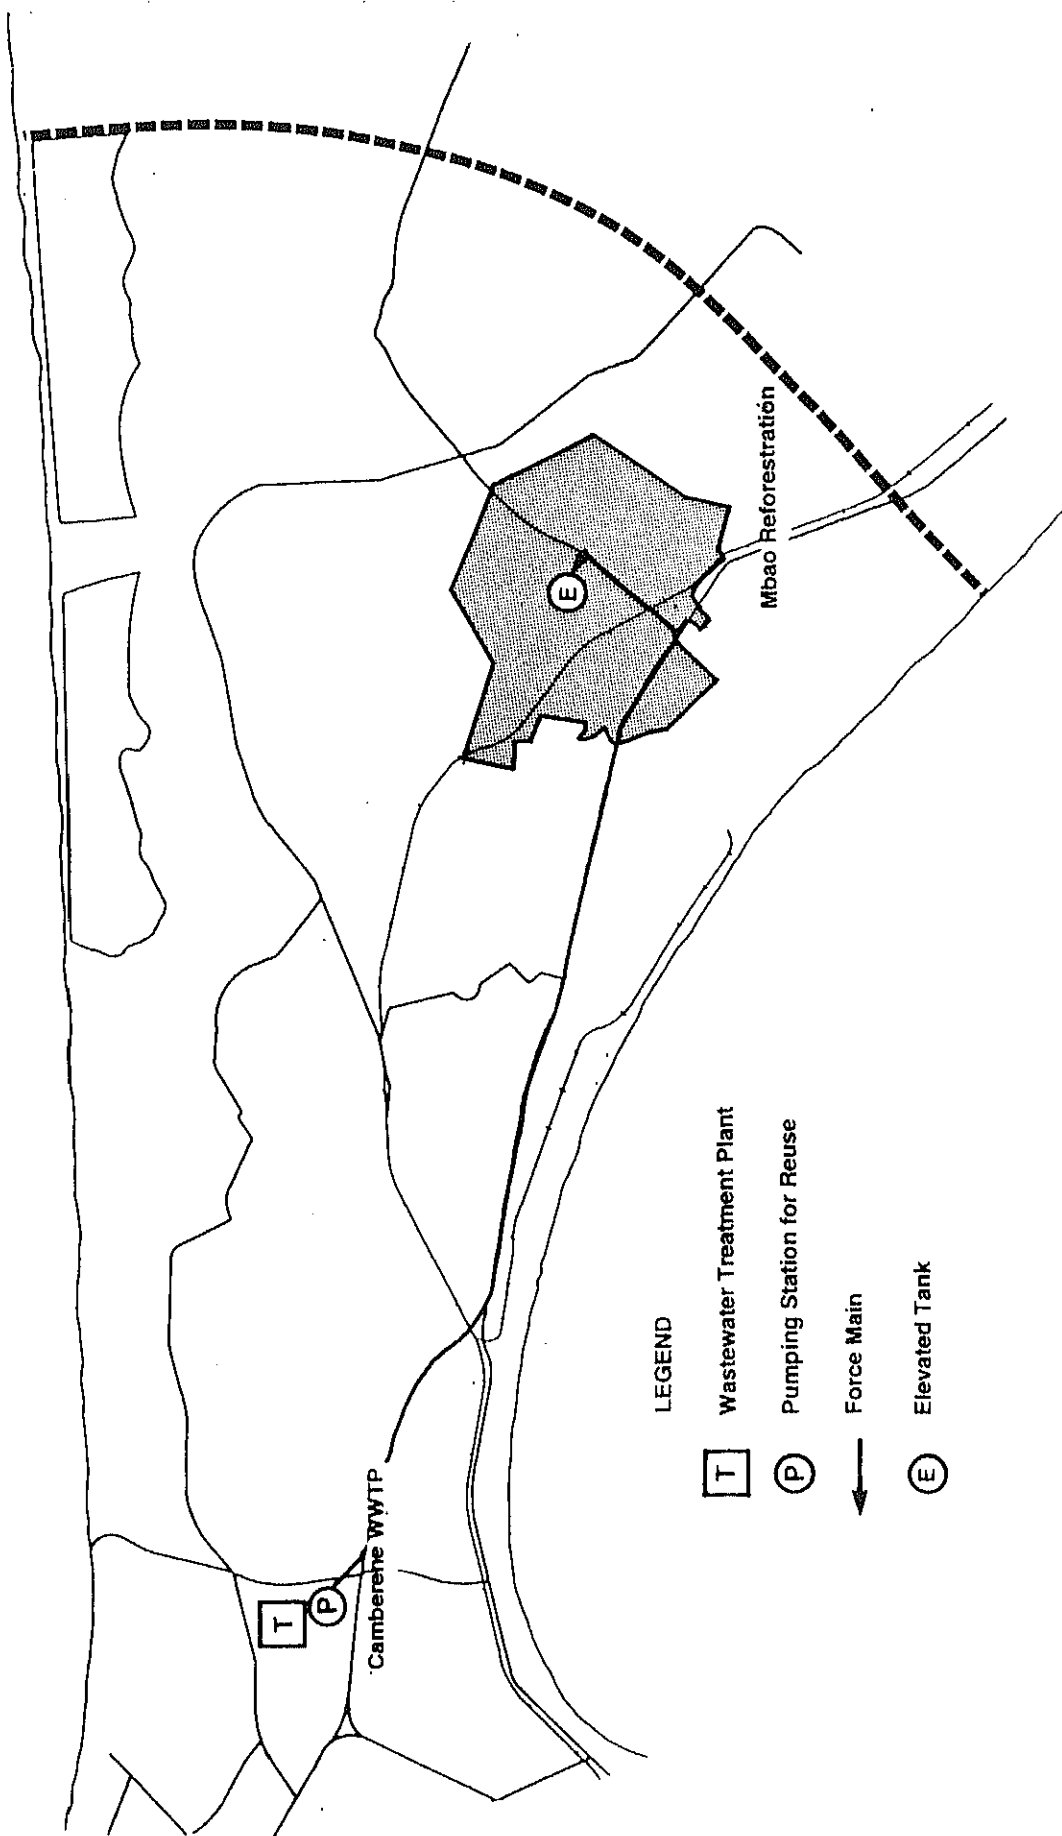 T
P
Camberene WWTP
E
Mbao Reforestration
LEGEND
T Wastewater Treatment Plant
P Pumping Station for Reuse
Force Main
E Elevated Tank